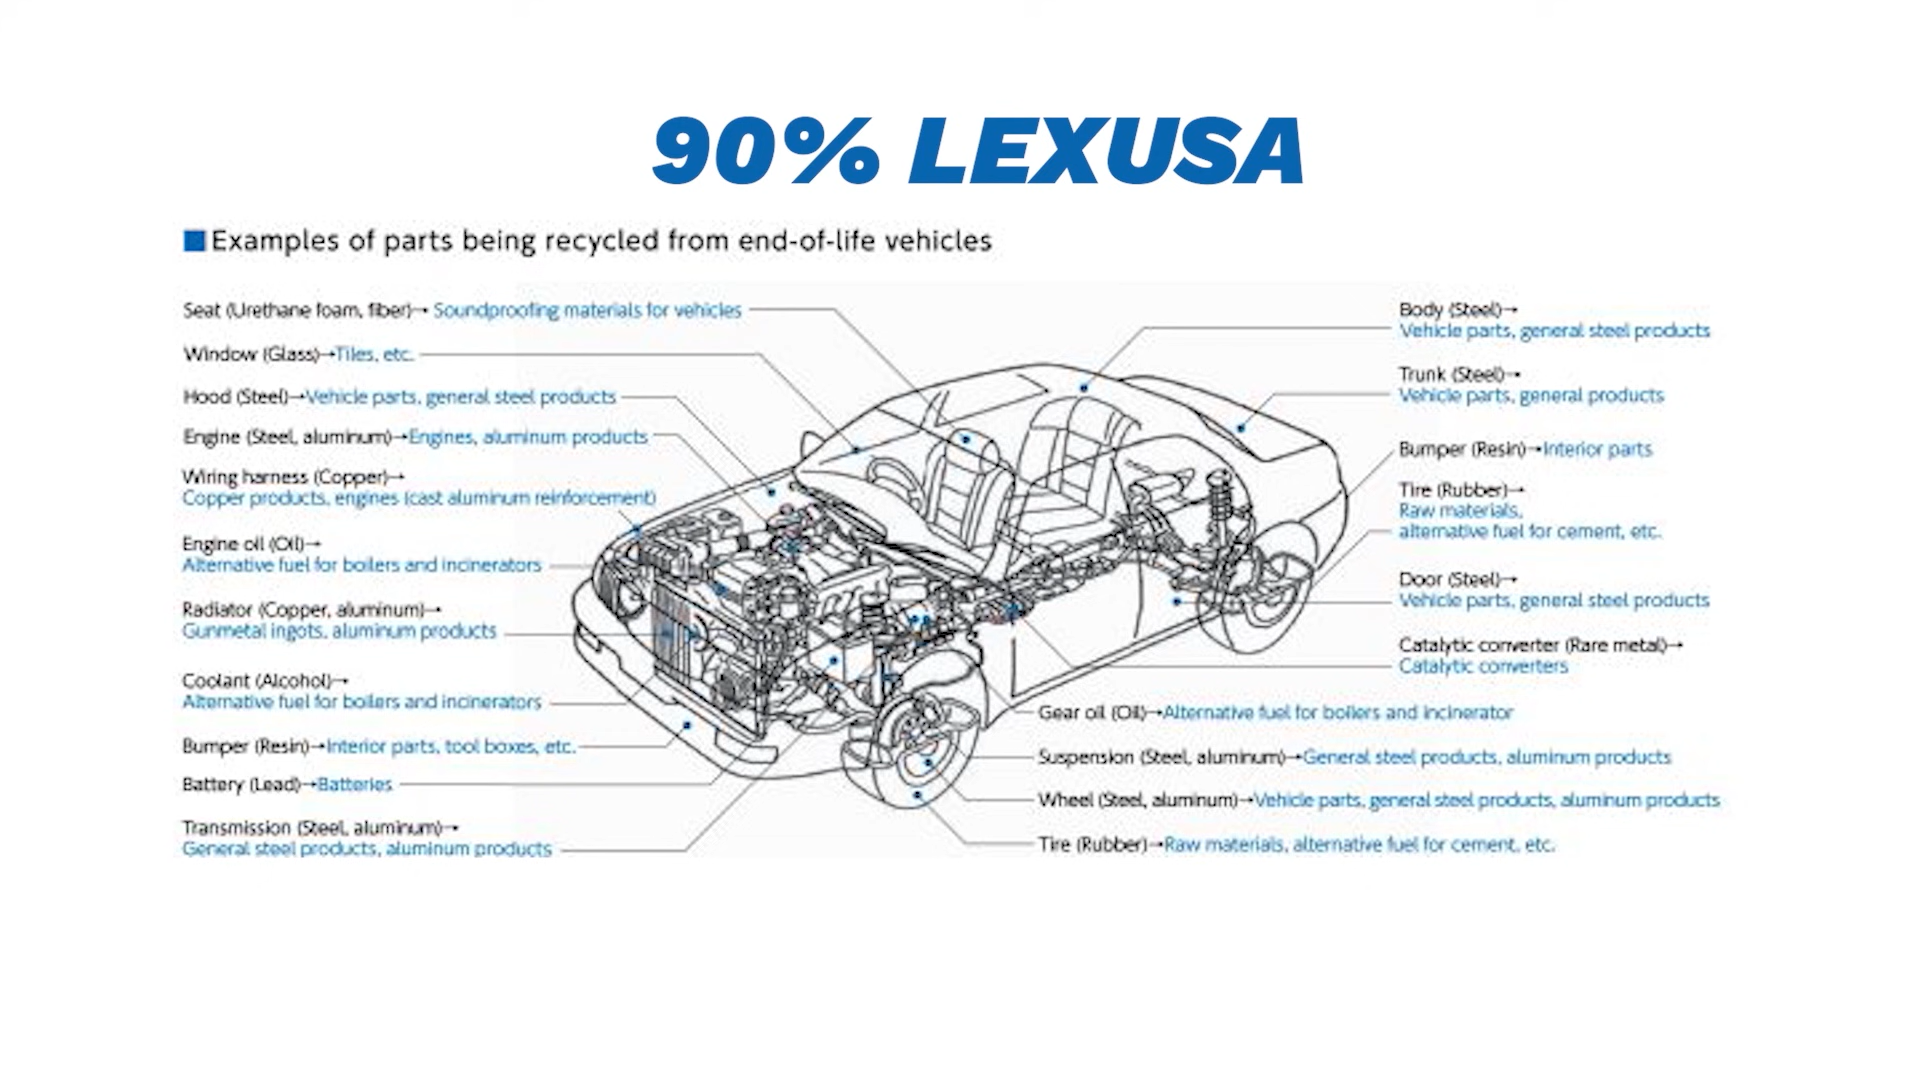 90% LEXUSA
Examples of parts being recycled from end-of-life vehicles
Seat (Urethane foam, fiber)→ Soundproofing materials for vehicles
Window (Glass)→Tiles, etc.
Hood (Steel)→Vehicle parts, general steel products
Engine (Steel, aluminum)→Engines, aluminum products
Wiring harness (Copper)→
Copper products, engines (cast aluminum reinforcement)
Engine oil (Oil)→
Alternative fuel for boilers and incinerators
Radiator (Copper, aluminum)→
Gunmetal ingots, aluminum products
Coolant (Alcohol)→
Alternative fuel for boilers and incinerators
Bumper (Resin)→Interior parts, tool boxes, etc.
Battery (Lead)→Batteries
Transmission (Steel, aluminum)→
General steel products, aluminum products
Body (Steel)→
Vehicle parts, general steel products
Trunk (Steel)→
Vehicle parts, general products
Bumper (Resin)→Interior parts
Tire (Rubber)→
Raw materials,
alternative fuel for cement, etc.
Door (Steel)→
Vehicle parts, general steel products
Catalytic converter (Rare metal)→
Catalytic converters
Gear oil (Oil)→Alternative fuel for boilers and incinerator
Suspension (Steel, aluminum)→General steel products, aluminum products
Wheel (Steel, aluminum)→Vehicle parts, general steel products, aluminum products
Tire (Rubber)→Raw materials, alternative fuel for cement, etc.